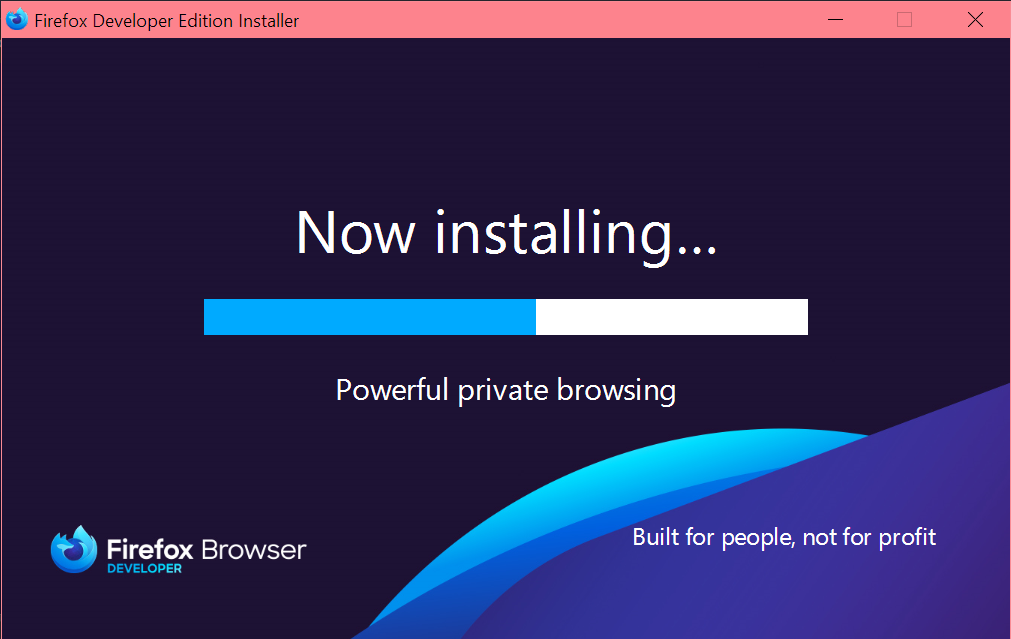 Firefox Developer Edition Installer
Now installing...
Powerful private browsing
Built for people, not for profit
Firefox Browser
DEVELOPER